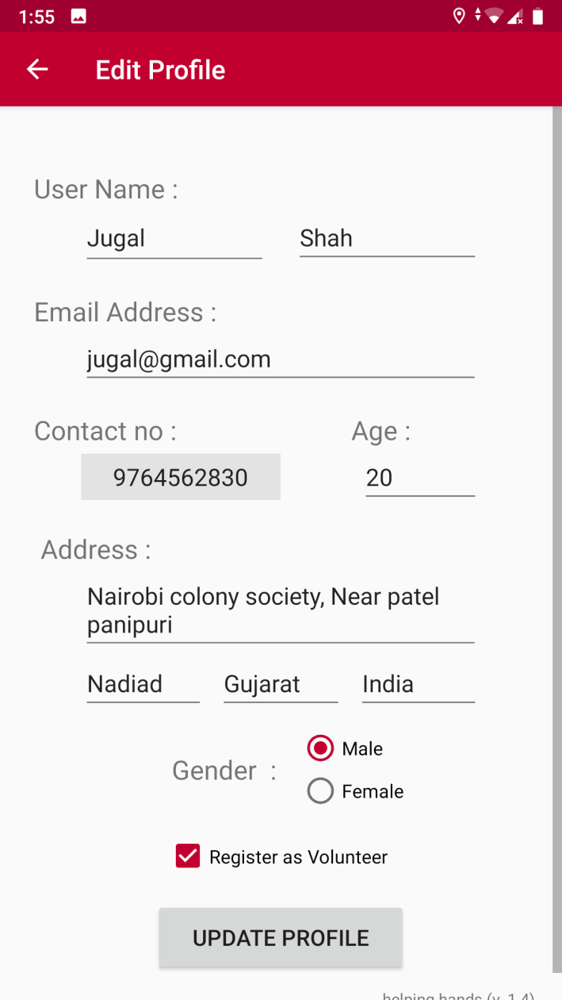 1:55
Edit Profile
User Name :
Jugal Shah
Email Address :
jugal@gmail.com
Contact no : Age :
9764562830 20
Address :
Nairobi colony society, Near patel
panipuri
Nadiad Gujarat India
Male
Gender :
Female
Register as Volunteer
UPDATE PROFILE
helping hands (v. 1.4)